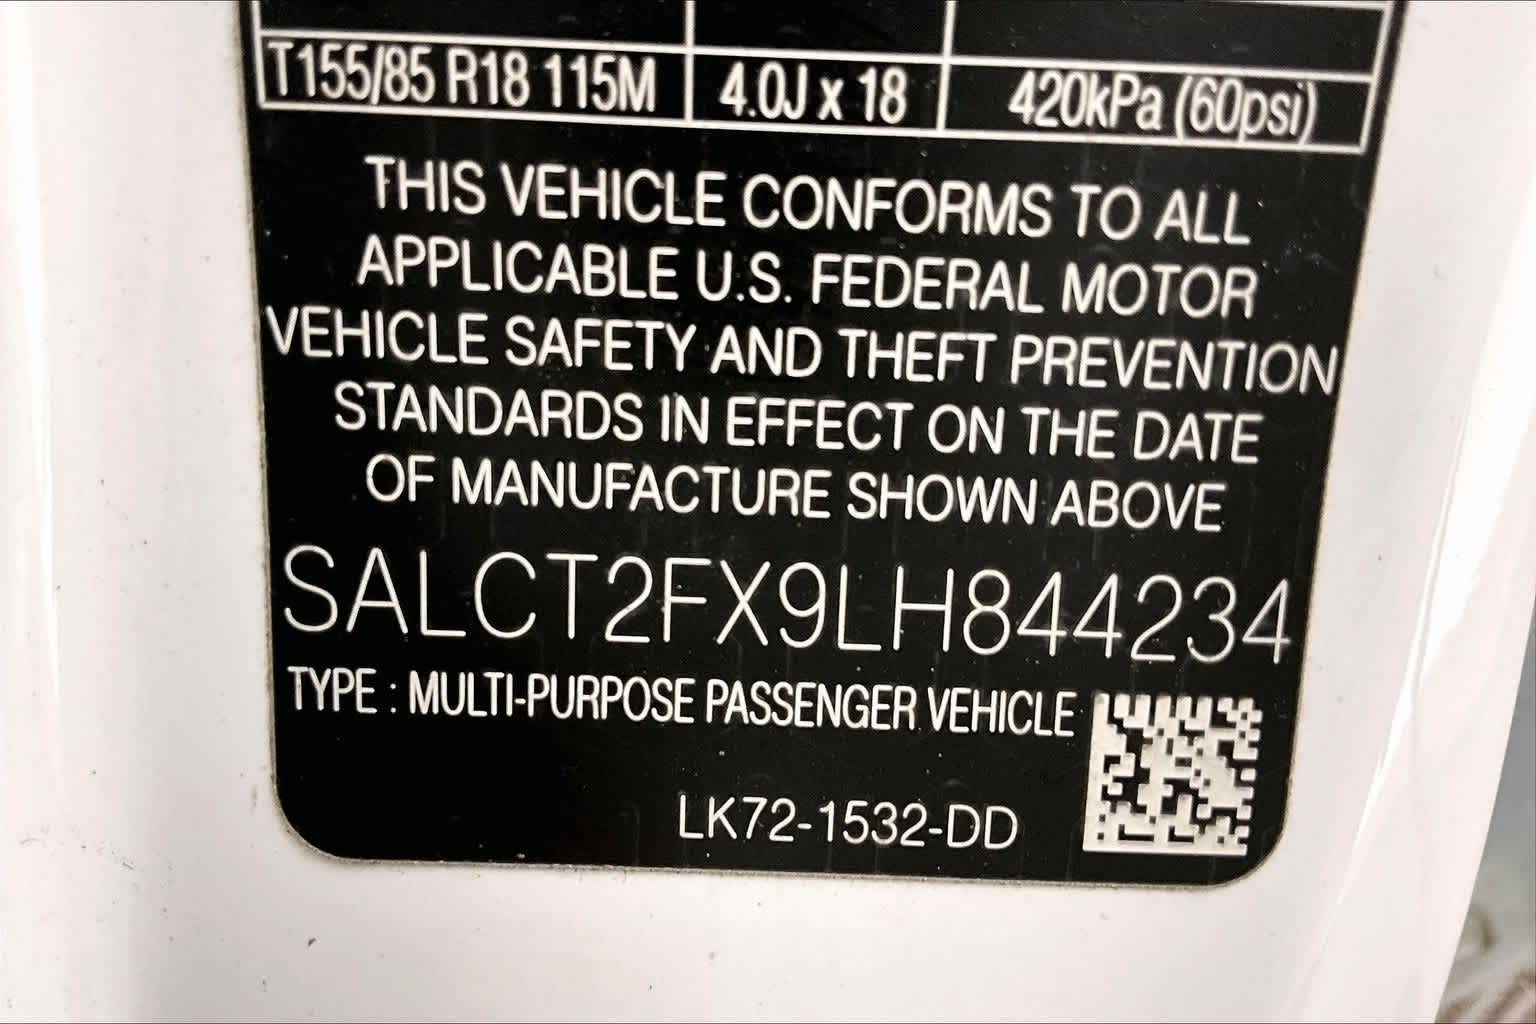 T155/85 R18 115M 4.0J x 18 420kPa (60psi)
THIS VEHICLE CONFORMS TO ALL
APPLICABLE U.S. FEDERAL MOTOR
VEHICLE SAFETY AND THEFT PREVENTION
STANDARDS IN EFFECT ON THE DATE
OF MANUFACTURE SHOWN ABOVE
SALCT2FX9LH844234
TYPE : MULTI-PURPOSE PASSENGER VEHICLE
LK72-1532-DD